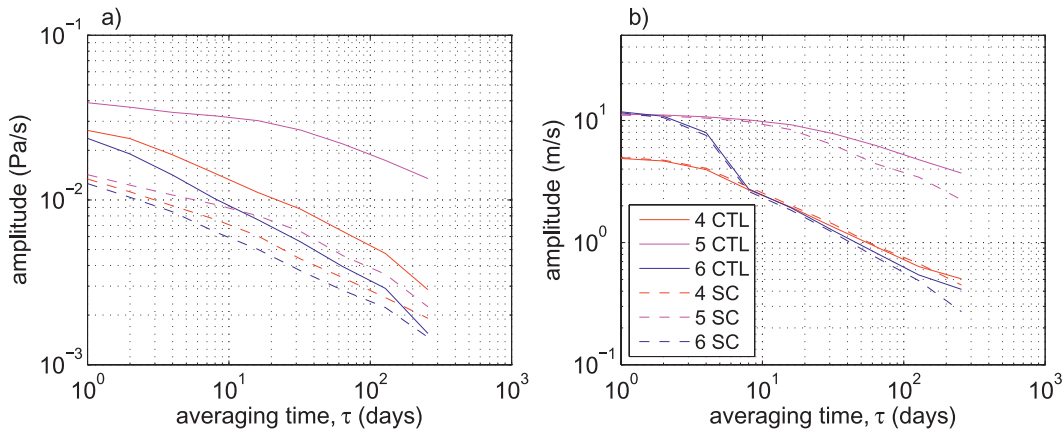 a)
10^-1
10^-2
10^-3
10^0
10^1
10^2
10^3
amplitude (Pa/s)
averaging time, τ (days)
b)
10^1
10^0
10^-1
10^0
10^1
10^2
10^3
amplitude (m/s)
averaging time, τ (days)
4 CTL
5 CTL
6 CTL
4 SC
5 SC
6 SC